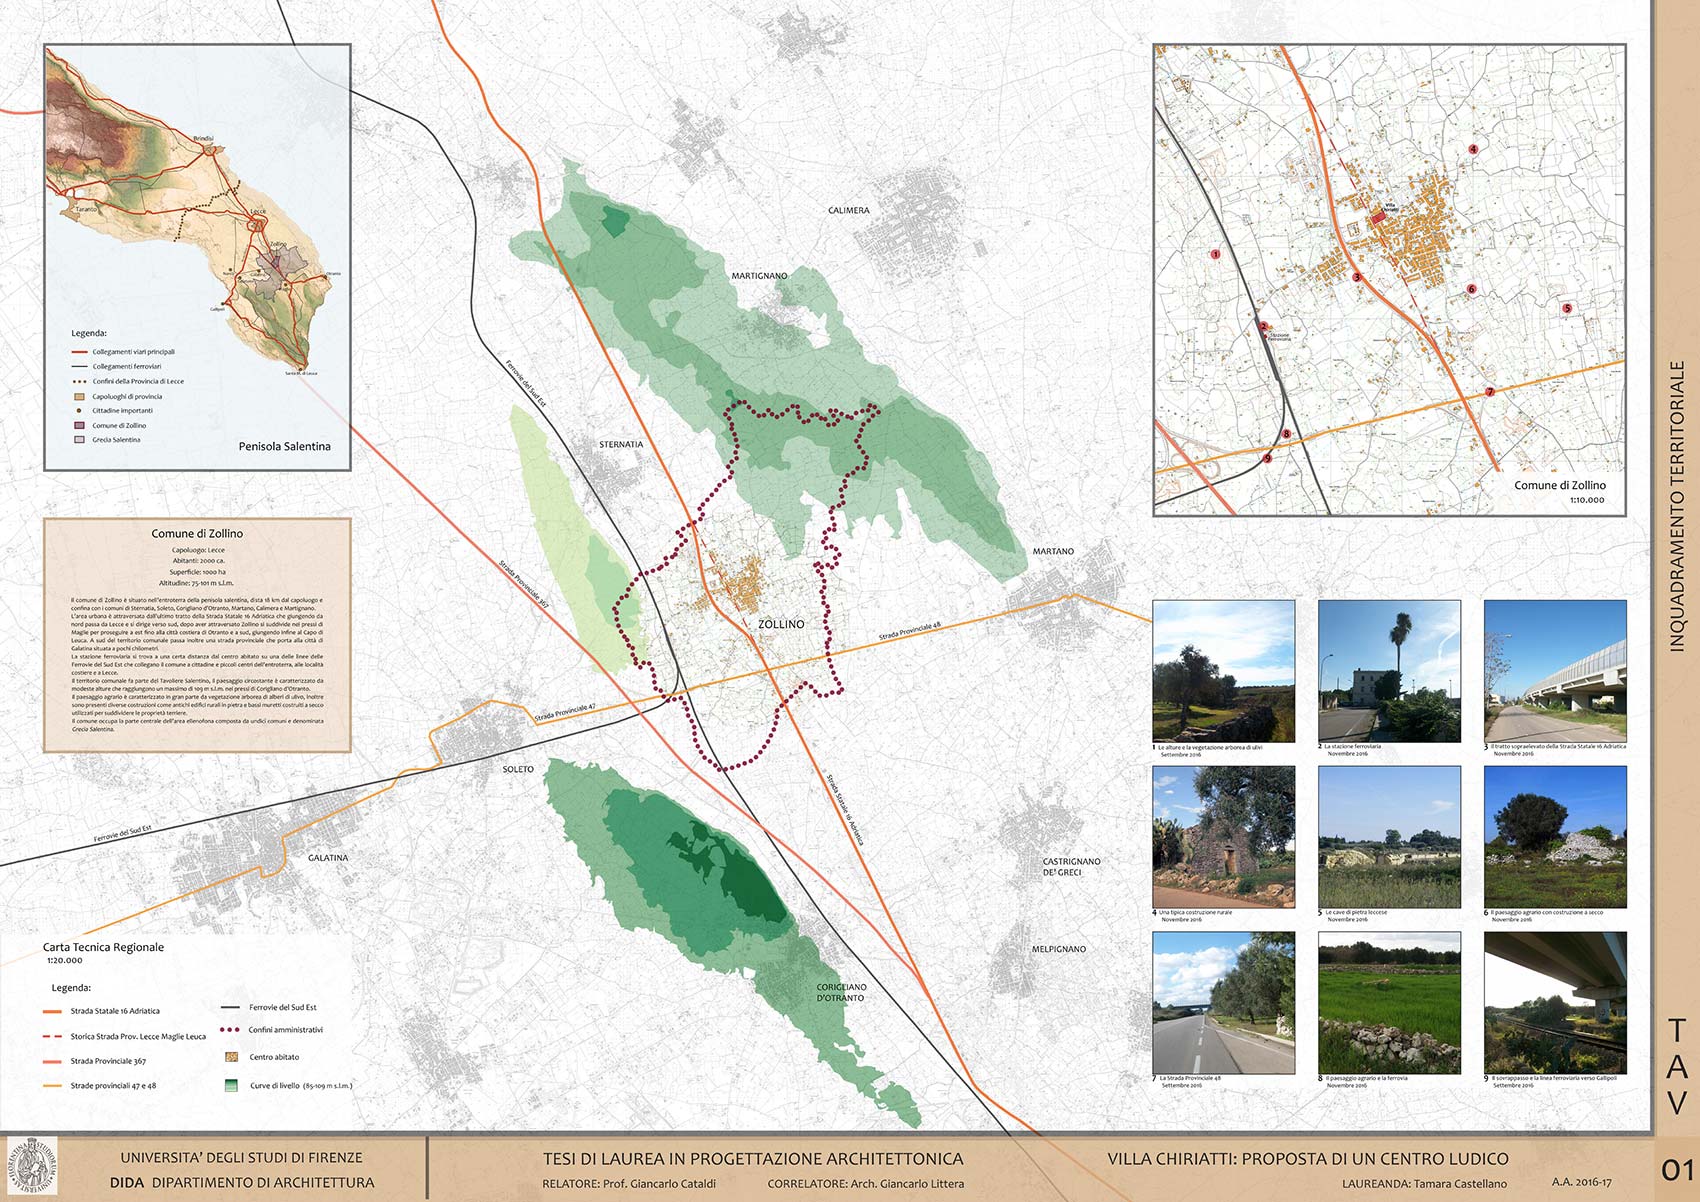 Brindisi
Taranto
Lecce
Zollino
Otranto
Gallipoli
Santa M. di Leuca
Legenda:
Collegamenti viari principali
Collegamenti ferroviari
Confini della Provincia di Lecce
Capoluoghi di provincia
Cittadine importanti
Comune di Zollino
Grecia Salentina
Penisola Salentina
Comune di Zollino
Capoluogo: Lecce
Abitanti: 2000 ca.
Superficie: 1000 ha
Altitudine: 75-101 m s.l.m.
Il comune di Zollino è situato nell'entroterra della penisola salentina, dista 18 km dal capoluogo e
confina con i comuni di Sternatia, Soleto, Corigliano d'Otranto, Martano, Calimera e Martignano.
L'area urbana è attraversata dall'ultimo tratto della Strada Statale 16 Adriatica che giungendo da
nord passa da Lecce e si dirige verso sud, dopo aver attraversato Zollino si suddivide nei pressi di
Maglie per proseguire a est fino alla città costiera di Otranto e a sud, giungendo infine al Capo di
Leuca. A sud del territorio comunale passa inoltre una strada provinciale che porta alla città di
Galatina situata a pochi chilometri.
La stazione ferroviaria si trova a una certa distanza dal centro abitato su una delle linee delle
Ferrovie del Sud Est che collegano il comune a cittadine e piccoli centri dell'entroterra, alle località
costiere e a Lecce.
Il territorio comunale fa parte del Tavoliere Salentino, il paesaggio circostante è caratterizzato da
modeste alture che raggiungono un massimo di 109 m s.l.m. nei pressi di Corigliano d'Otranto.
Il paesaggio agrario è caratterizzato in gran parte da vegetazione arborea di alberi di ulivo, inoltre
sono presenti diverse costruzioni come antichi edifici rurali in pietra e bassi muretti costruiti a secco
utilizzati per suddividere le proprietà terriere.
Il comune occupa la parte centrale dell'area ellenofona composta da undici comuni e denominata
Grecia Salentina.
CALIMERA
MARTIGNANO
STERNATIA
MARTANO
ZOLLINO
SOLETO
GALATINA
CASTRIGNANO
DE' GRECI
MELPIGNANO
CORIGLIANO
D'OTRANTO
Ferrovie del Sud Est
Strada Provinciale 367
Strada Provinciale 48
Strada Provinciale 47
Strada Statale 16 Adriatica
Ferrovie del Sud Est
Carta Tecnica Regionale
1:20.000
Legenda:
Strada Statale 16 Adriatica
Storica Strada Prov. Lecce Maglie Leuca
Strada Provinciale 367
Strade provinciali 47 e 48
Ferrovie del Sud Est
Confini amministrativi
Centro abitato
Curve di livello (85-109 m s.l.m.)
4
Villa
Chiriatti
1
3
6
5
2
Stazione
Ferroviaria
7
8
9
Comune di Zollino
1:10.000
1 Le alture e la vegetazione arborea di ulivi
Settembre 2016
2 La stazione ferroviaria
Novembre 2016
3 Il tratto sopraelevato della Strada Statale 16 Adriatica
Novembre 2016
4 Una tipica costruzione rurale
Novembre 2016
5 Le cave di pietra leccese
Novembre 2016
6 Il paesaggio agrario con costruzione a secco
Novembre 2016
7 La Strada Provinciale 48
Settembre 2016
8 Il paesaggio agrario e la ferrovia
Novembre 2016
9 Il sovrappasso e la linea ferroviaria verso Gallipoli
Settembre 2016
INQUADRAMENTO TERRITORIALE
TAV
01
UNIVERSITA' DEGLI STUDI DI FIRENZE
DIDA DIPARTIMENTO DI ARCHITETTURA
TESI DI LAUREA IN PROGETTAZIONE ARCHITETTONICA
RELATORE: Prof. Giancarlo Cataldi
CORRELATORE: Arch. Giancarlo Littera
VILLA CHIRIATTI: PROPOSTA DI UN CENTRO LUDICO
LAUREANDA: Tamara Castellano
A.A. 2016-17